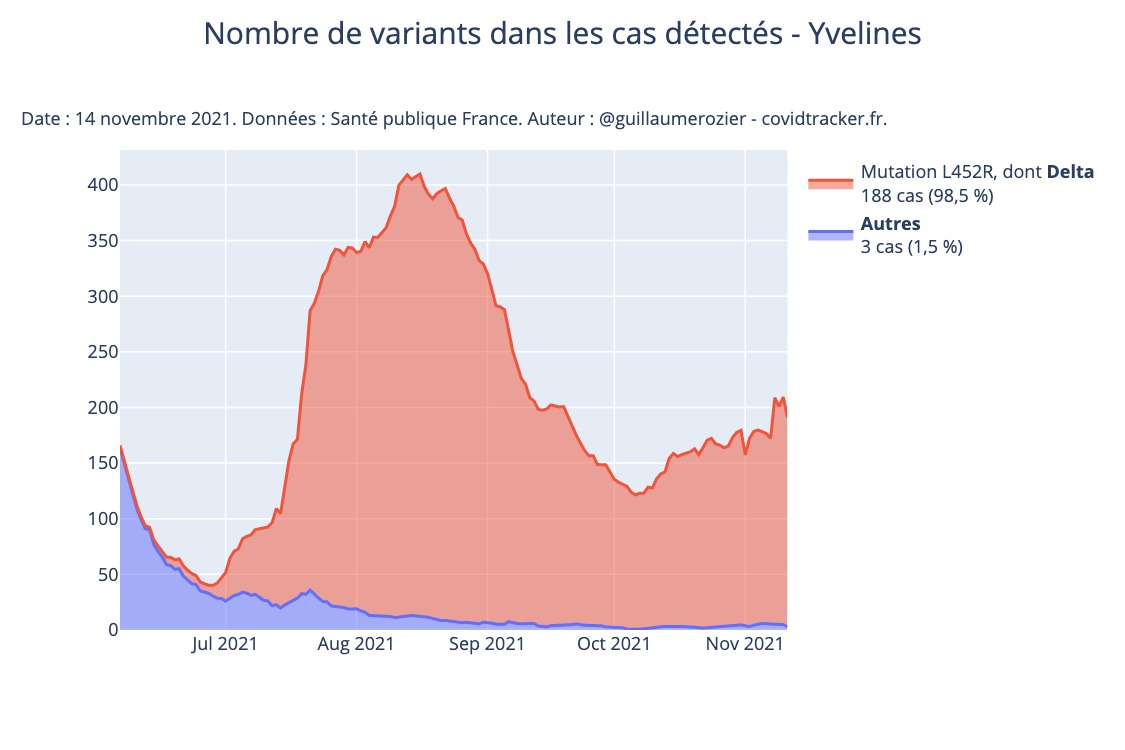 Nombre de variants dans les cas détectés - Yvelines
Date : 14 novembre 2021. Données : Santé publique France. Auteur : @guillaumerozier - covidtracker.fr.
Mutation L452R, dont Delta
188 cas (98,5 %)
Autres
3 cas (1,5 %)
400
350
300
250
200
150
100
50
0
Jul 2021
Aug 2021
Sep 2021
Oct 2021
Nov 2021